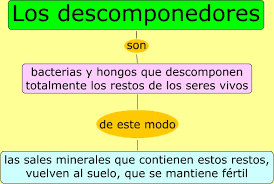 Los descomponedores
son
bacterias y hongos que descomponen
totalmente los restos de los seres vivos
de este modo
las sales minerales que contienen estos restos,
vuelven al suelo, que se mantiene fértil